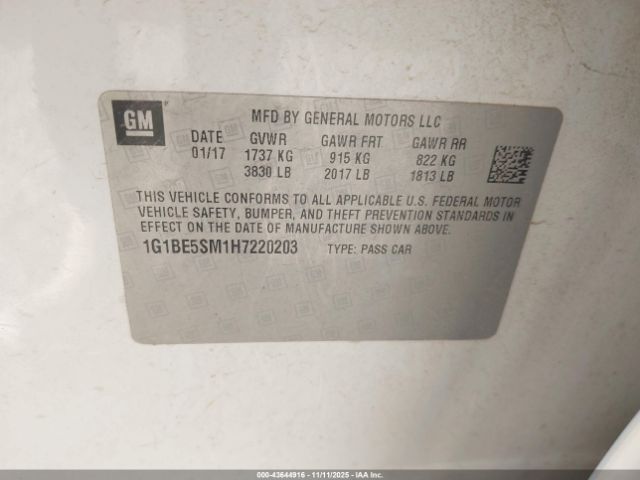 GM
MFD BY GENERAL MOTORS LLC
DATE GVWR GAWR FRT GAWR RR
01/17 1737 KG 915 KG 822 KG
3830 LB 2017 LB 1813 LB
THIS VEHICLE CONFORMS TO ALL APPLICABLE U.S. FEDERAL MOTOR
VEHICLE SAFETY, BUMPER, AND THEFT PREVENTION STANDARDS IN
EFFECT ON THE DATE OF MANUFACTURE SHOWN ABOVE.
1G1BE5SM1H7220203 TYPE: PASS CAR
000-43644916 - 11/11/2025 - IAA Inc.